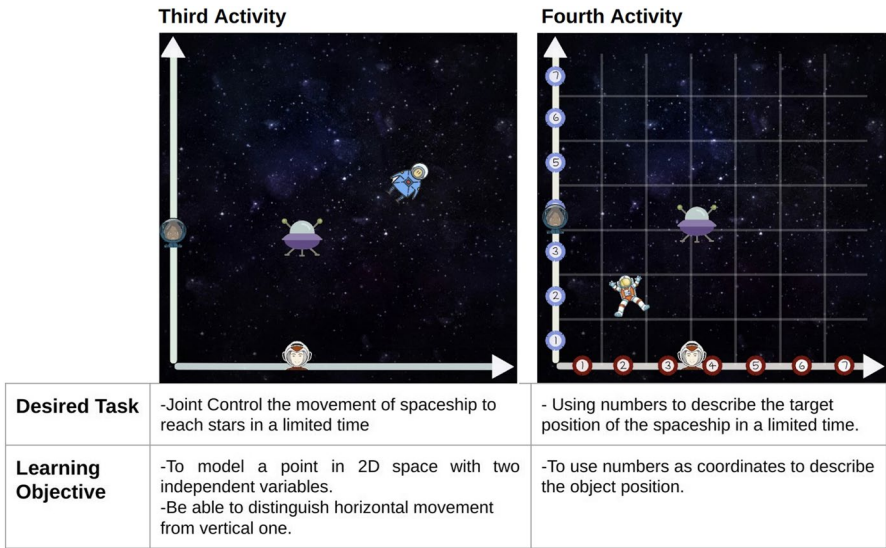 Third Activity
Fourth Activity
7
6
5
3
2
1
1 2 3 4 5 6 7
Desired Task
-Joint Control the movement of spaceship to
reach stars in a limited time
- Using numbers to describe the target
position of the spaceship in a limited time.
Learning
Objective
-To model a point in 2D space with two
independent variables.
-Be able to distinguish horizontal movement
from vertical one.
-To use numbers as coordinates to describe
the object position.